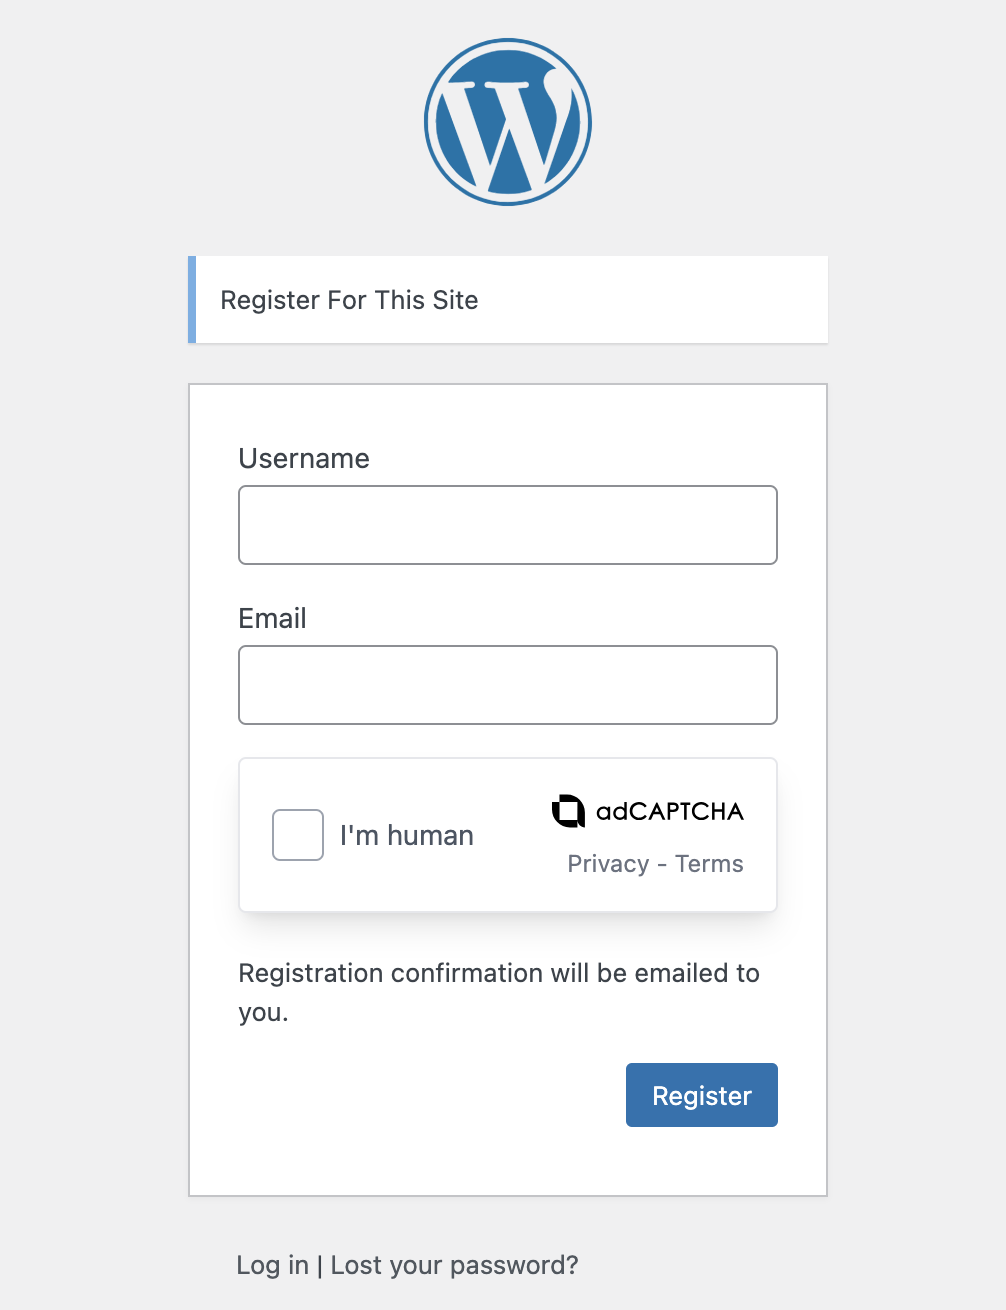 Register For This Site
Username
Email
I'm human
adCAPTCHA
Privacy - Terms
Registration confirmation will be emailed to
you.
Register
Log in | Lost your password?